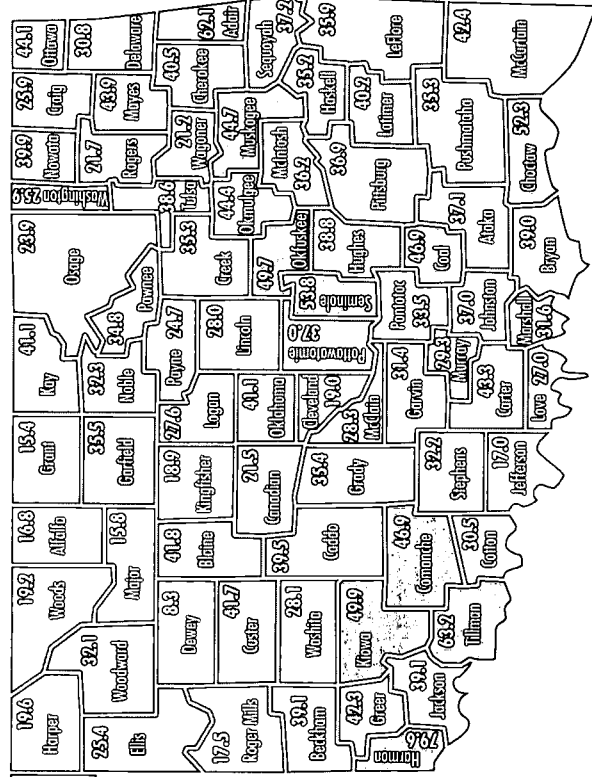 19.6
Harper
19.2
Woods
16.8
Alfalfa
15.4
Grant
41.1
Kay
23.9
Osage
Washington 25.9
39.9
Nowata
25.9
Craig
44.1
Ottowa
30.8
Delaware
25.4
Ellis
32.1
Woodward
15.8
Major
35.5
Garfield
32.3
Noble
34.8
Pawnee
21.7
Rogers
43.9
Mayes
17.5
Roger Mills
8.3
Dewey
41.8
Blaine
18.9
Kingfisher
27.6
Logan
24.7
Payne
35.5
Creek
38.6
Tulsa
21.2
Wagoner
40.5
Cherokee
62.1
Adair
39.1
Beckham
41.7
Custer
28.1
Washita
39.5
Caddo
21.5
Canadian
41.1
Oklahoma
Cleveland
19.0
28.0
Lincoln
37.0
Pottowatomie
53.8
Seminole
49.7
Okfuskee
44.4
Okmulgee
44.7
Muskogee
McIntosh
36.2
Sequoyah
37.2
42.3
Greer
79.6
Harmon
39.1
Jackson
49.9
Kiowa
63.2
Tillman
46.9
Comanche
30.5
Cotton
35.4
Grady
28.3
McClain
31.4
Garvin
32.2
Stephens
17.0
Jefferson
Pontotoc
33.5
29.3
Murray
43.3
Carter
27.0
Love
37.0
Johnston
Marshall
31.6
38.8
Hughes
46.9
Coal
36.9
Pittsburg
37.1
Atoka
39.0
Bryan
35.2
Haskell
40.2
Latimer
35.9
LeFlore
35.3
Pushmataha
52.3
Choctaw
42.4
McCurtain